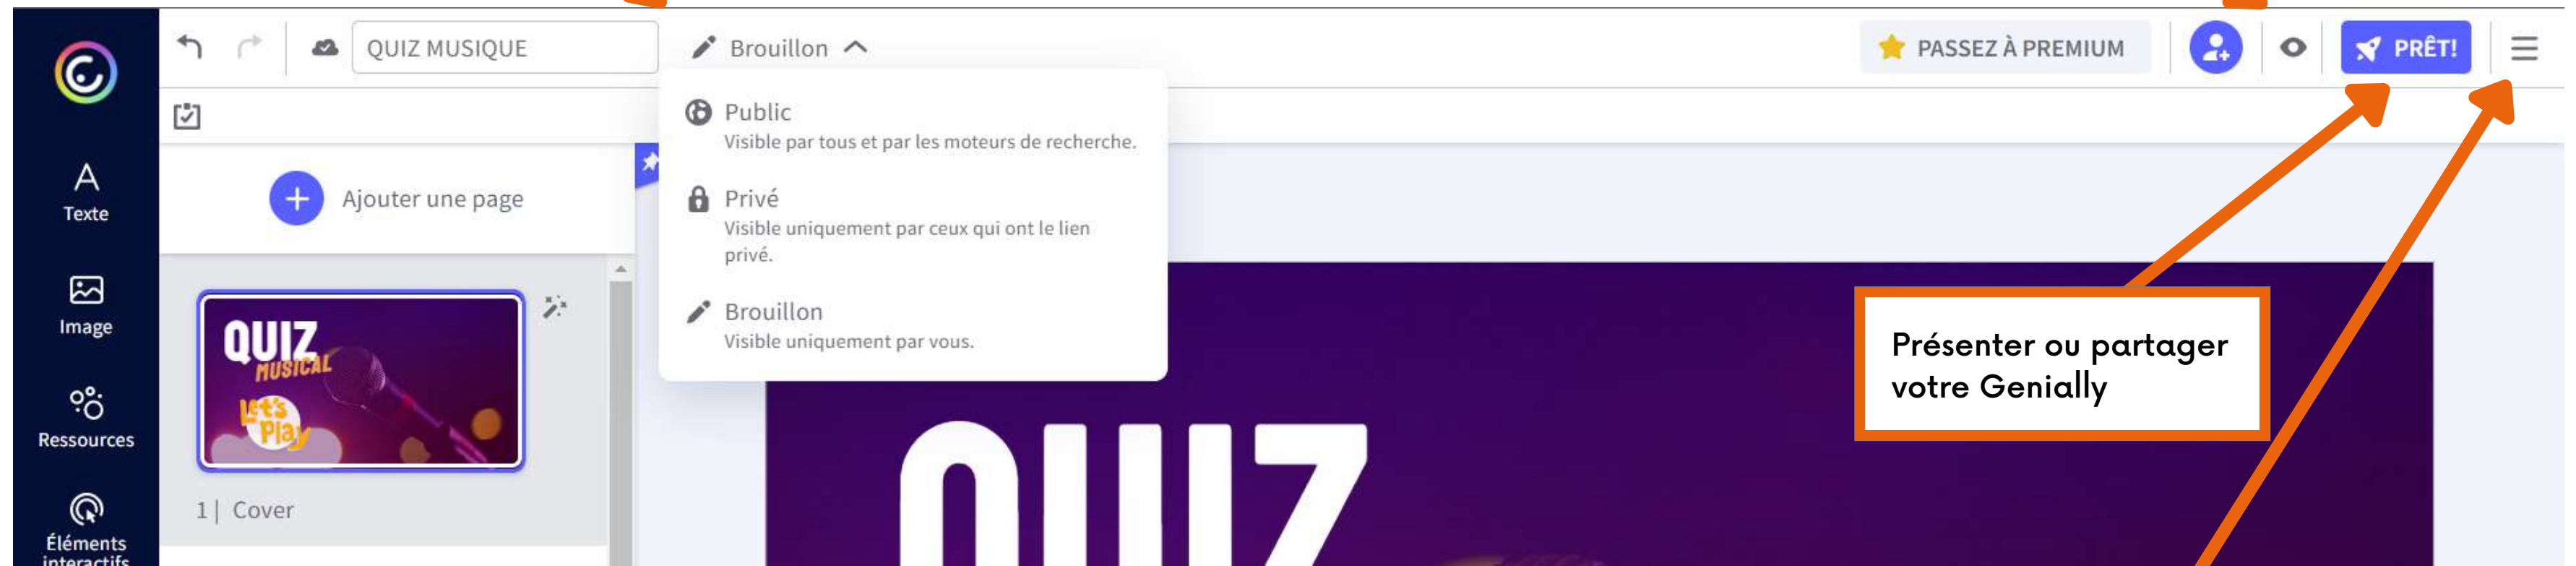 QUIZ MUSIQUE
Brouillon
PASSEZ À PREMIUM
PRÊT!
Public
Visible par tous et par les moteurs de recherche.
Privé
Visible uniquement par ceux qui ont le lien
privé.
Brouillon
Visible uniquement par vous.
Texte
Image
Ressources
Éléments
interactifs
Ajouter une page
QUIZ
MUSICAL
Let's
Play
1 | Cover
QUIZ
Présenter ou partager
votre Genially